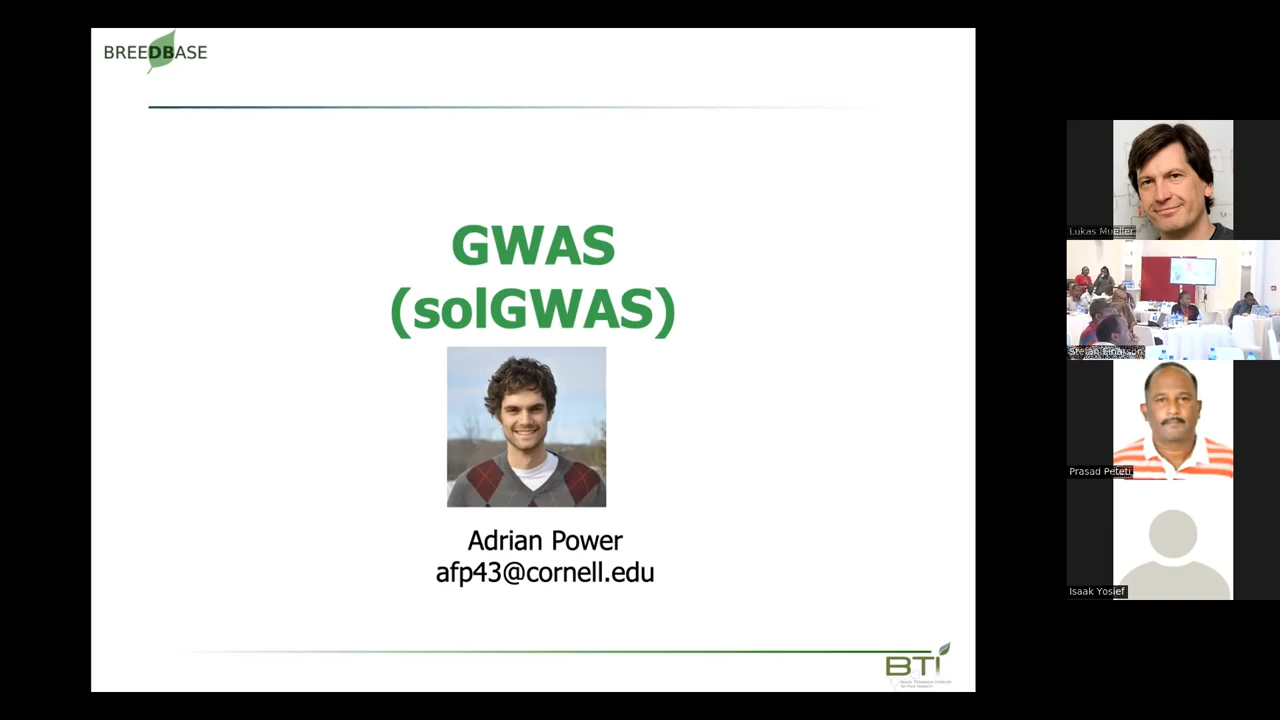 BREEDBASE
GWAS
(solGWAS)
Adrian Power
afp43@cornell.edu
BTI
Lukas Mueller
Stefan Einarson
Prasad Peteti
Isaak Yosief